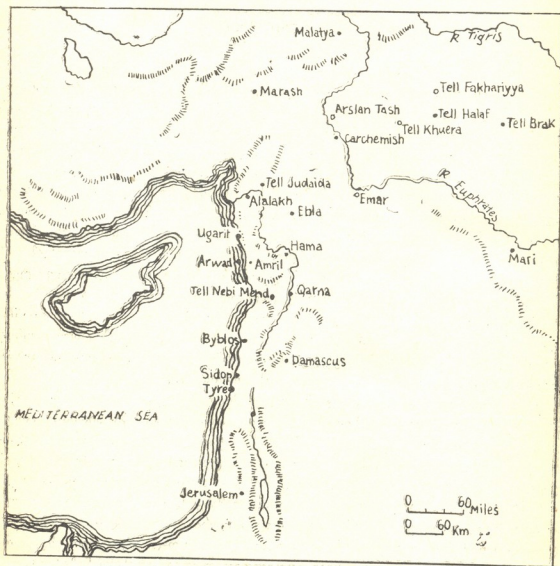 Malatya
R Tigris
Tell Fakhariyya
Marash
Arslan Tash
Tell Halaf
Tell Khuera
Tell Brak
Carchemish
Tell Judaida
R Euphrates
Alalakh
Emar
Ebla
Ugarit
Hama
Mari
Arwad
Amril
Tell Nebi Mend
Qarna
Byblos
Damascus
Sidon
Tyre
MEDITERRANEAN SEA
Jerusalem
0 60 Miles
0 60 Km